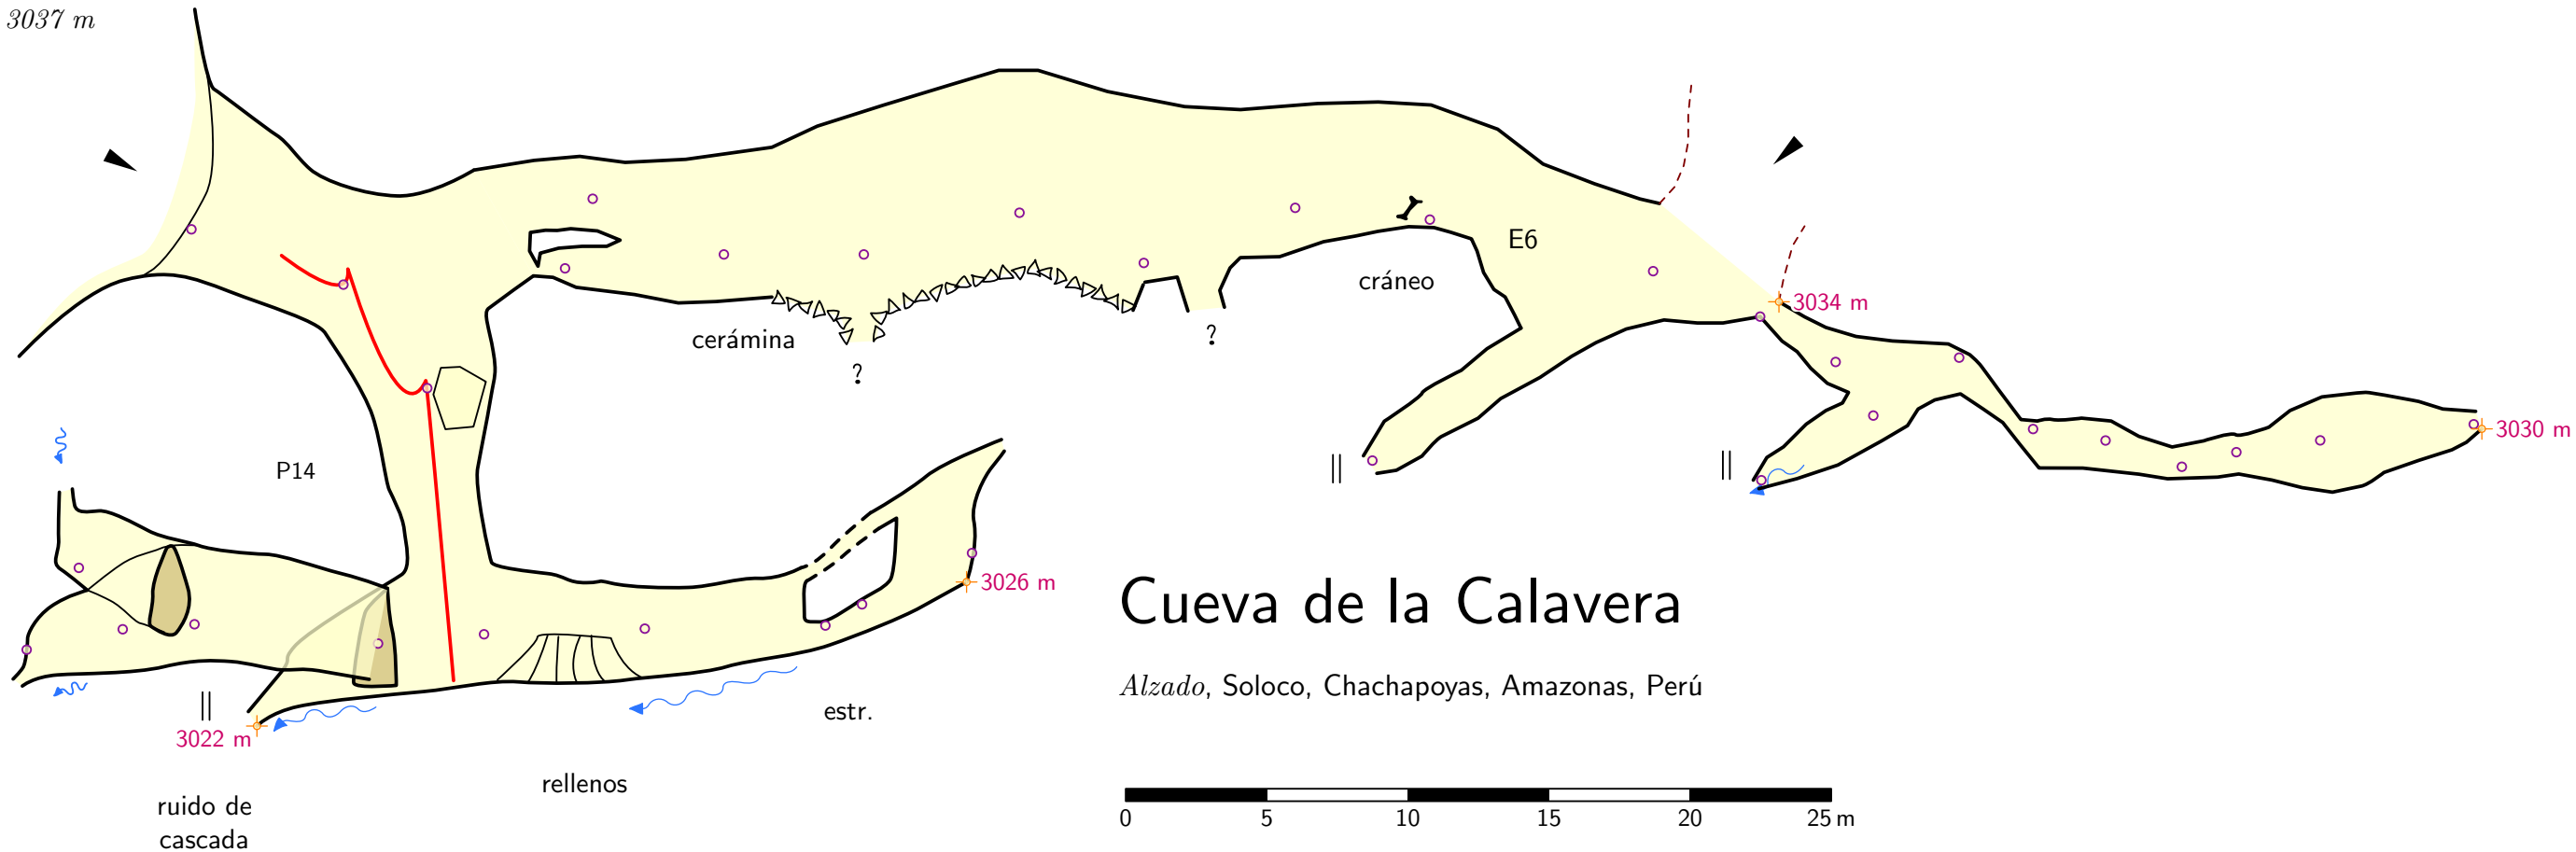 3037 m
E6
cráneo
3034 m
cerámina
?
?
3030 m
P14
3026 m
Cueva de la Calavera
Alzado, Soloco, Chachapoyas, Amazonas, Perú
estr.
3022 m
rellenos
ruido de
cascada
0 5 10 15 20 25 m